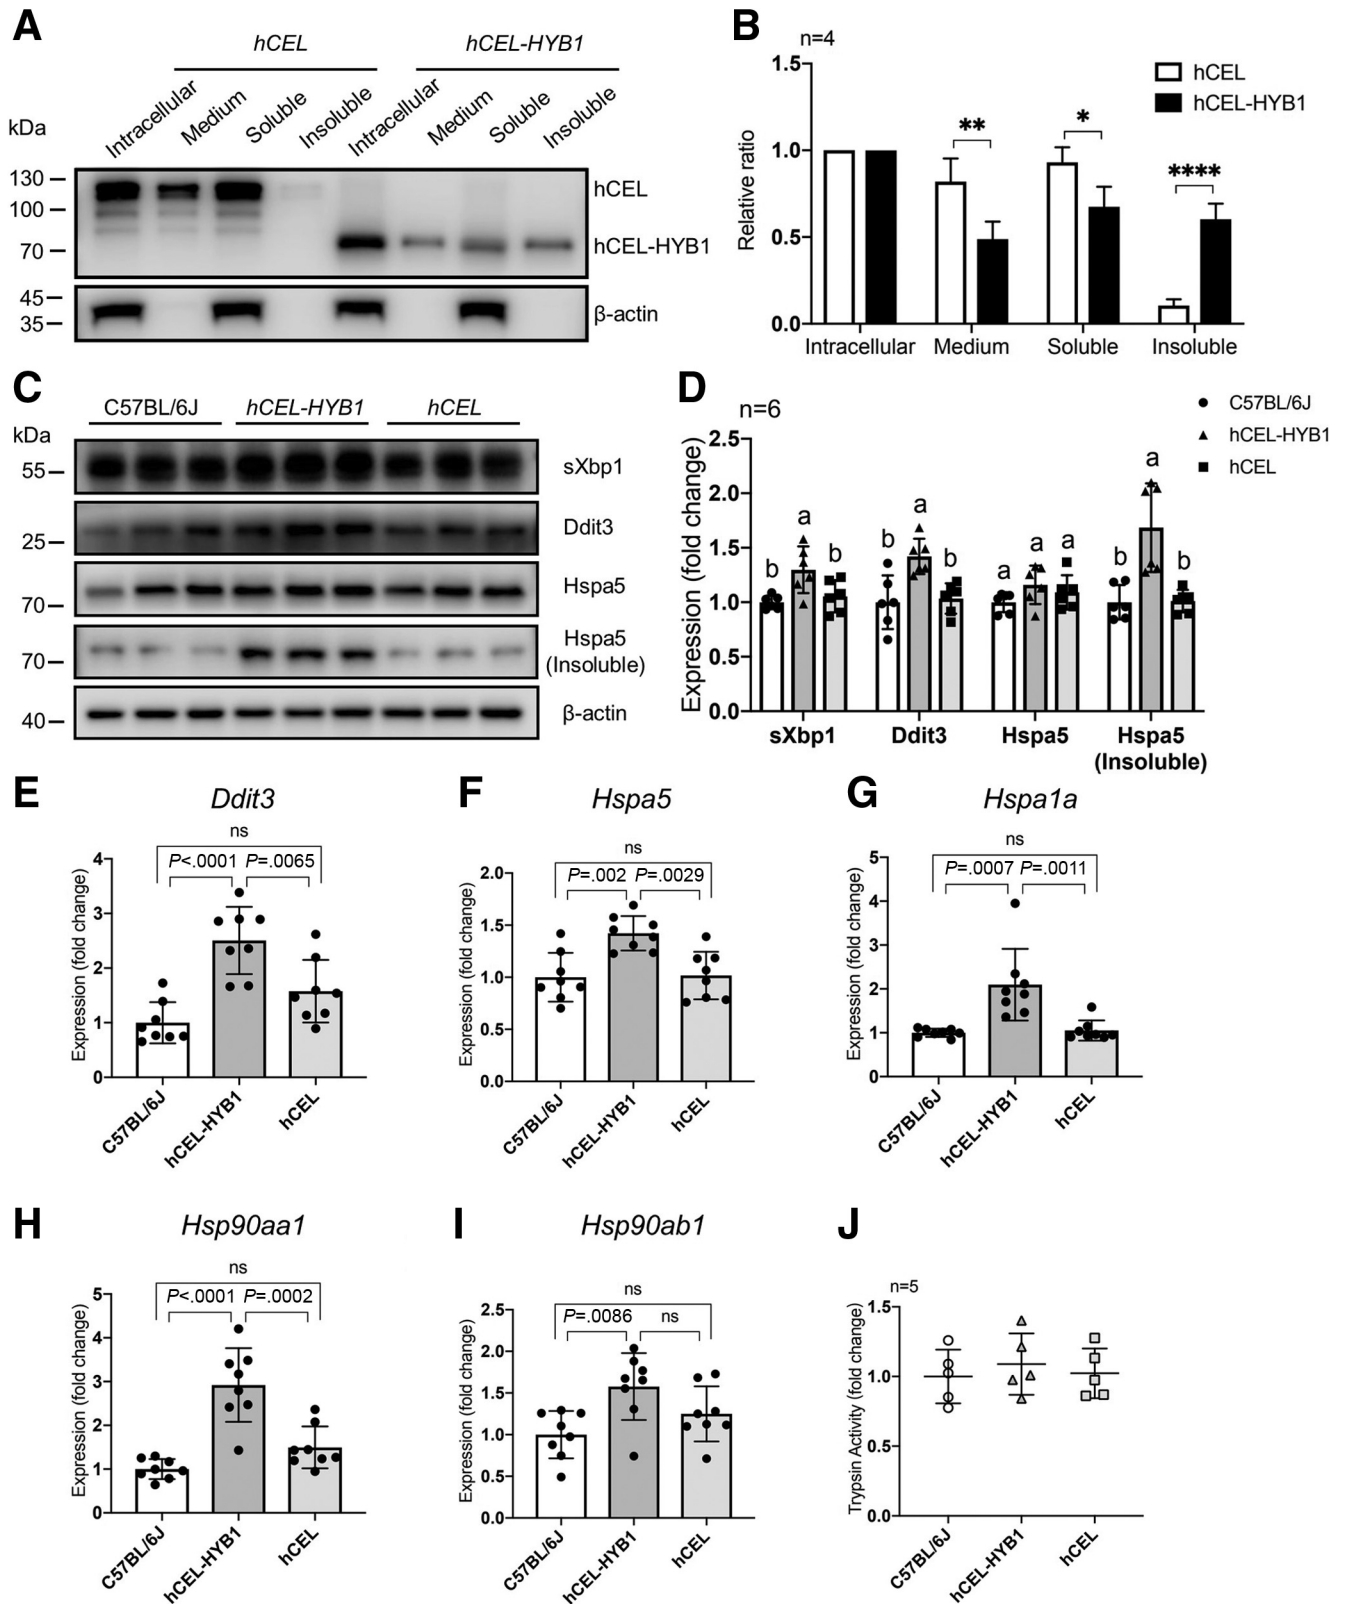 A
hCEL
hCEL-HYB1
kDa
Intracellular
Medium
Soluble
Insoluble
Intracellular
Medium
Soluble
Insoluble
130
100
70
hCEL
hCEL-HYB1
45
35
β-actin
B
n=4
Relative ratio
1.5
1.0
0.5
0.0
**
*
****
hCEL
hCEL-HYB1
Intracellular
Medium
Soluble
Insoluble
C
C57BL/6J
hCEL-HYB1
hCEL
kDa
55
sXbp1
25
Ddit3
70
Hspa5
70
Hspa5
(Insoluble)
40
β-actin
D
n=6
C57BL/6J
hCEL-HYB1
hCEL
Expression (fold change)
2.5
2.0
1.5
1.0
0.5
0.0
b a b
b a b
a a a
b a b
sXbp1
Ddit3
Hspa5
Hspa5
(Insoluble)
E
Ddit3
ns
P<.0001 P=.0065
Expression (fold change)
4
3
2
1
0
C57BL/6J
hCEL-HYB1
hCEL
F
Hspa5
ns
P=.002 P=.0029
Expression (fold change)
2.0
1.5
1.0
0.5
0.0
C57BL/6J
hCEL-HYB1
hCEL
G
Hspa1a
ns
P=.0007 P=.0011
Expression (fold change)
5
4
3
2
1
0
C57BL/6J
hCEL-HYB1
hCEL
H
Hsp90aa1
ns
P<.0001 P=.0002
Expression (fold change)
5
4
3
2
1
0
C57BL/6J
hCEL-HYB1
hCEL
I
Hsp90ab1
ns
P=.0086 ns
Expression (fold change)
2.5
2.0
1.5
1.0
0.5
0.0
C57BL/6J
hCEL-HYB1
hCEL
J
n=5
Trypsin Activity (fold change)
1.5
1.0
0.5
0.0
C57BL/6J
hCEL-HYB1
hCEL